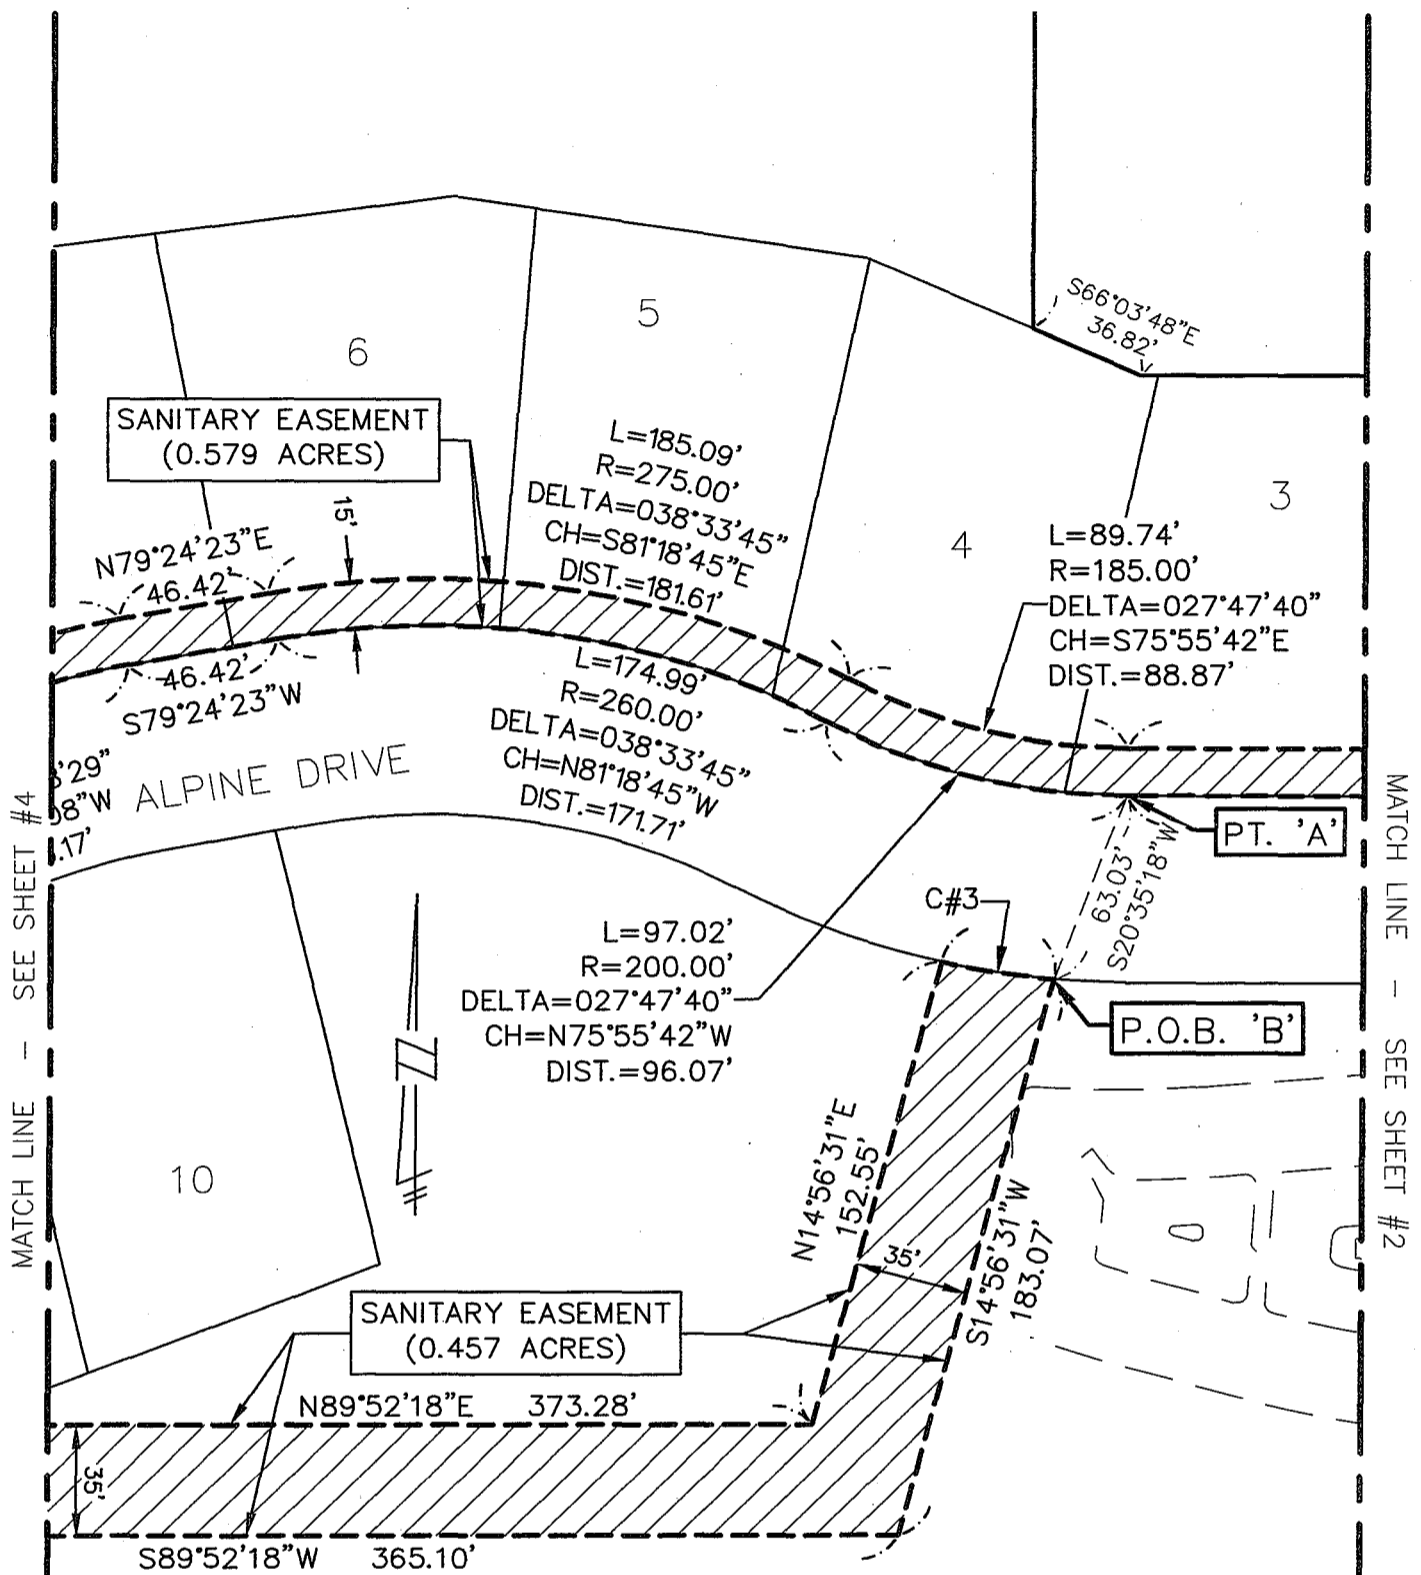 S66°03'48"E
36.82'
5
6
SANITARY EASEMENT
(0.579 ACRES)
L=185.09'
R=275.00'
DELTA=038°33'45"
CH=S81°18'45"E
DIST.=181.61'
3
4
15'
L=89.74'
R=185.00'
DELTA=027°47'40"
CH=S75°55'42"E
DIST.=88.87'
N79°24'23"E
46.42'
46.42'
S79°24'23"W
L=174.99'
R=260.00'
DELTA=038°33'45"
CH=N81°18'45"W
DIST.=171.71'
'29"
08"W
.17'
ALPINE DRIVE
PT. 'A'
63.03'
S20°35'18"W
C#3
L=97.02'
R=200.00'
DELTA=027°47'40"
CH=N75°55'42"W
DIST.=96.07'
P.O.B. 'B'
MATCH LINE - SEE SHEET #4
MATCH LINE - SEE SHEET #2
10
N14°56'31"E
152.55'
35'
S14°56'31"W
183.07'
SANITARY EASEMENT
(0.457 ACRES)
N89°52'18"E 373.28'
35'
S89°52'18"W 365.10'